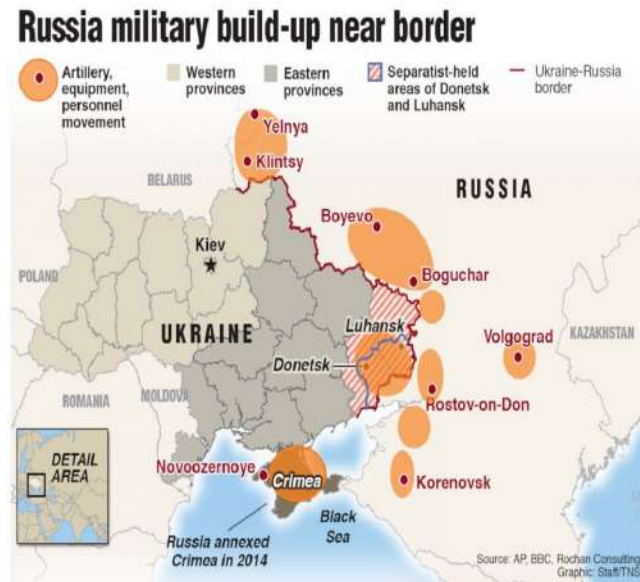 Russia military build-up near border
Artillery,
equipment,
personnel
movement
Western
provinces
Eastern
provinces
Separatist-held
areas of Donetsk
and Luhansk
Ukraine-Russia
border
Yelnya
Klintsy
BELARUS
RUSSIA
Boyevo
Kiev
POLAND
Boguchar
UKRAINE
Luhansk
Volgograd
KAZAKHSTAN
Donetsk
MOLDOVA
ROMANIA
Rostov-on-Don
DETAIL
AREA
Novoozernoye
Crimea
Korenovsk
Russia annexed
Crimea in 2014
Black
Sea
Source: AP, BBC, Rochan Consulting
Graphic: Staff/TNS